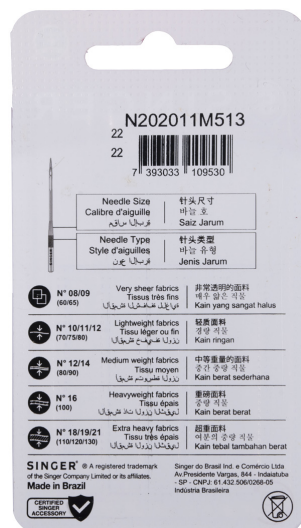 N202011M513
22
22
7 393033 109530
Needle Size
Calibre d'aiguille
针头尺寸
바늘 호
Saiz Jarum
Needle Type
Style d'aiguilles
针头类型
바늘 유형
Jenis Jarum
N° 08/09
(60/65)
Very sheer fabrics
Tissus très fins
非常透明的面料
매우 얇은 직물
Kain yang sangat halus
N° 10/11/12
(70/75/80)
Lightweight fabrics
Tissu léger ou fin
轻质面料
경량 직물
Kain ringan
N° 12/14
(80/90)
Medium weight fabrics
Tissu moyen
中等重量的面料
중간 중량 직물
Kain berat sederhana
N° 16
(100)
Heavyweight fabrics
Tissu épais
重磅面料
중량 직물
Kain berat berat
N° 18/19/21
(110/120/130)
Extra heavy fabrics
Tissu très épais
超重面料
여분의 중량 직물
Kain tebal tambahan berat
SINGER® ® A registered trademark
of the Singer Company Limited or its affiliates.
Made in Brazil
CERTIFIED
SINGER
ACCESSORY
Singer do Brasil Ind. e Comércio Ltda
Av.Presidente Vargas, 844 - Indaiatuba
- SP - CNPJ: 61.432.506/0268-05
Indústria Brasileira